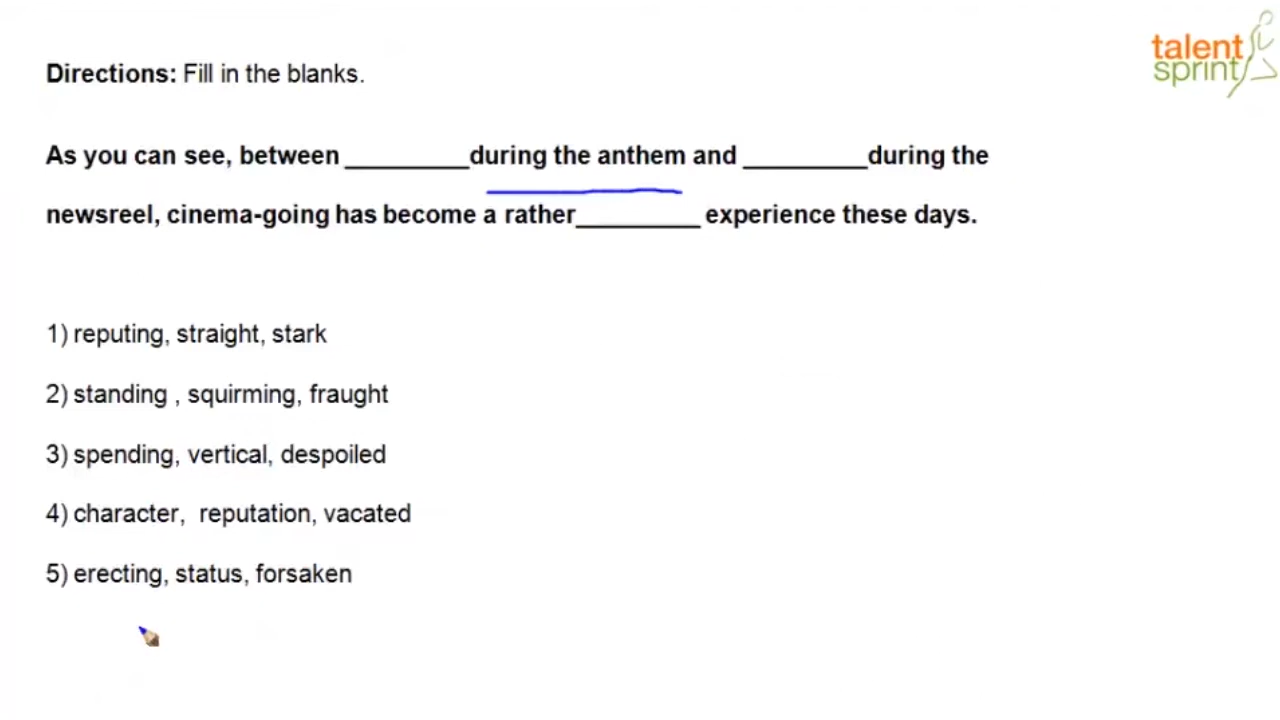 talent
sprint
Directions: Fill in the blanks.
As you can see, between _________during the anthem and _________during the
newsreel, cinema-going has become a rather_________ experience these days.
1) reputing, straight, stark
2) standing , squirming, fraught
3) spending, vertical, despoiled
4) character,  reputation, vacated
5) erecting, status, forsaken